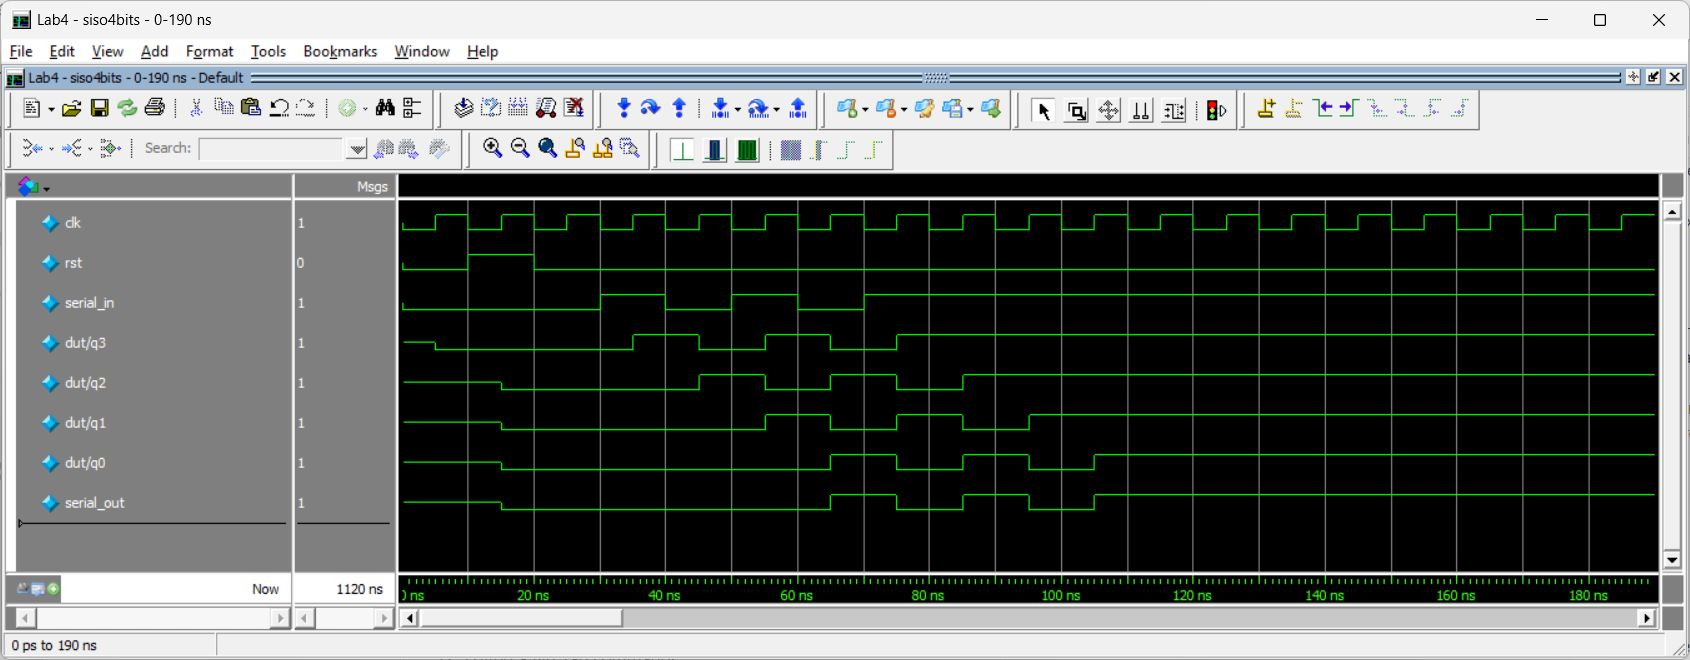 Lab4 - siso4bits - 0-190 ns
File Edit View Add Format Tools Bookmarks Window Help
Lab4 - siso4bits - 0-190 ns - Default
Search:
Msgs
clk 1
rst 0
serial_in 1
dut/q3 1
dut/q2 1
dut/q1 1
dut/q0 1
serial_out 1
Now 1120 ns
ns 20 ns 40 ns 60 ns 80 ns 100 ns 120 ns 140 ns 160 ns 180 ns
0 ps to 190 ns